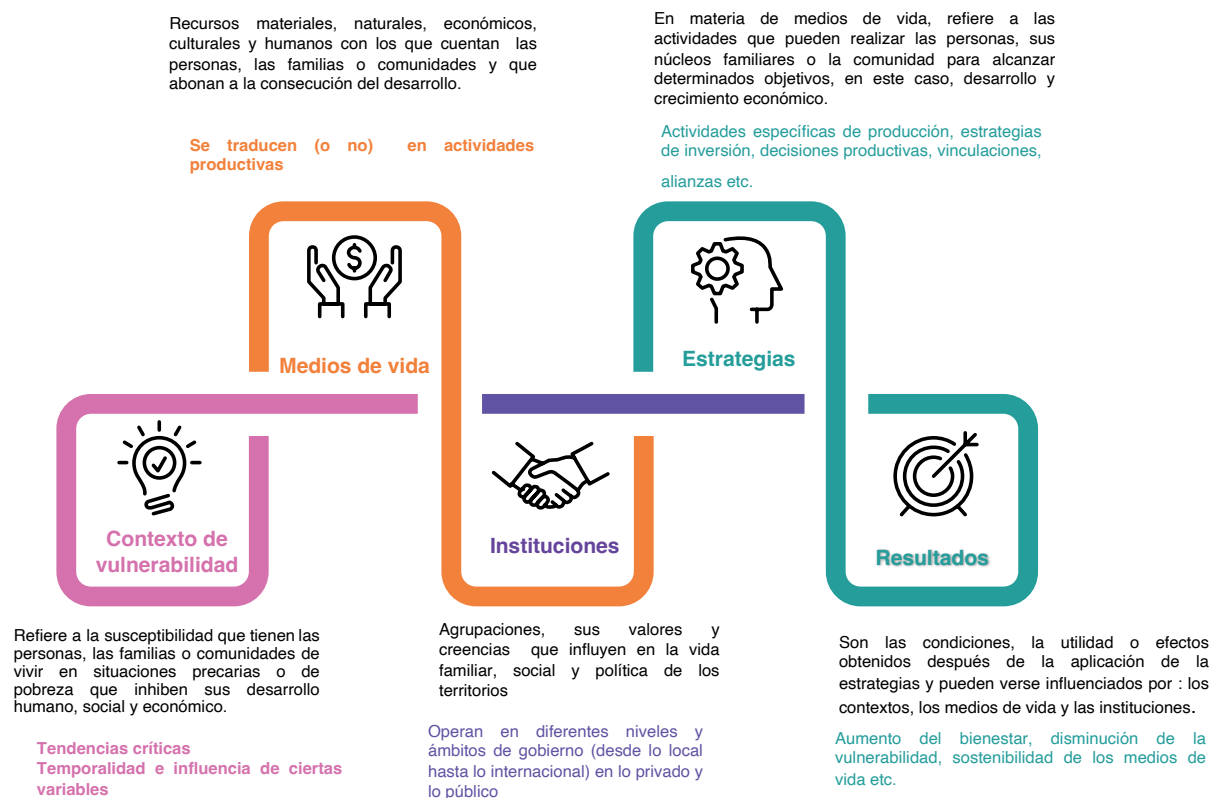 Recursos materiales, naturales, económicos,
culturales y humanos con los que cuentan las
personas, las familias o comunidades y que
abonan a la consecución del desarrollo.
Se traducen (o no) en actividades
productivas
En materia de medios de vida, refiere a las
actividades que pueden realizar las personas, sus
núcleos familiares o la comunidad para alcanzar
determinados objetivos, en este caso, desarrollo y
crecimiento económico.
Actividades específicas de producción, estrategias
de inversión, decisiones productivas, vinculaciones,
alianzas etc.
$
Medios de vida
Estrategias
Contexto de
vulnerabilidad
Instituciones
Resultados
Refiere a la susceptibilidad que tienen las
personas, las familias o comunidades de
vivir en situaciones precarias o de
pobreza que inhiben sus desarrollo
humano, social y económico.
Tendencias críticas
Temporalidad e influencia de ciertas
variables
Agrupaciones, sus valores y
creencias que influyen en la vida
familiar, social y política de los
territorios
Operan en diferentes niveles y
ámbitos de gobierno (desde lo local
hasta lo internacional) en lo privado y
lo público
Son las condiciones, la utilidad o efectos
obtenidos después de la aplicación de la
estrategias y pueden verse influenciados por : los
contextos, los medios de vida y las instituciones.
Aumento del bienestar, disminución de la
vulnerabilidad, sostenibilidad de los medios de
vida etc.